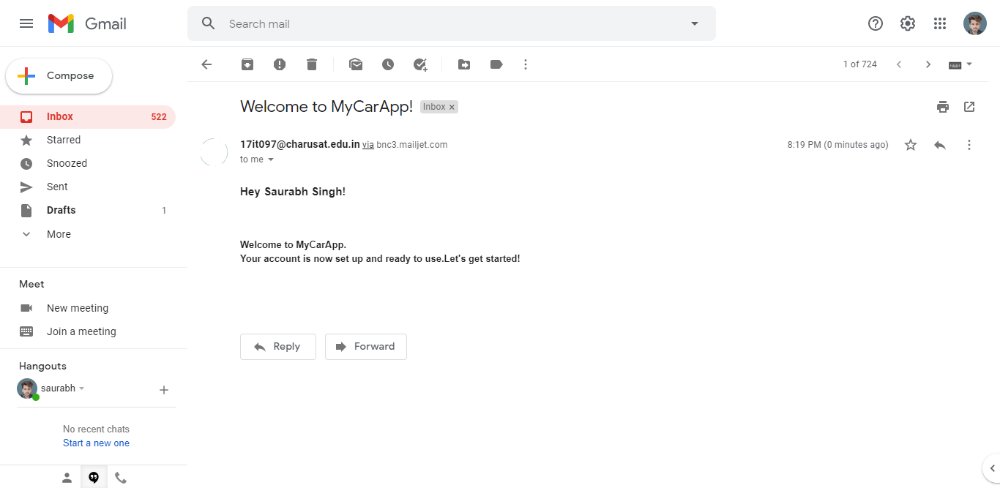 Gmail
Search mail
Compose
1 of 724
Inbox 522
Starred
Snoozed
Sent
Drafts 1
More
Meet
New meeting
Join a meeting
Hangouts
saurabh
No recent chats
Start a new one
Welcome to MyCarApp! Inbox x
17it097@charusat.edu.in via bnc3.mailjet.com 8:19 PM (0 minutes ago)
to me
Hey Saurabh Singh!
Welcome to MyCarApp.
Your account is now set up and ready to use.Let's get started!
Reply Forward